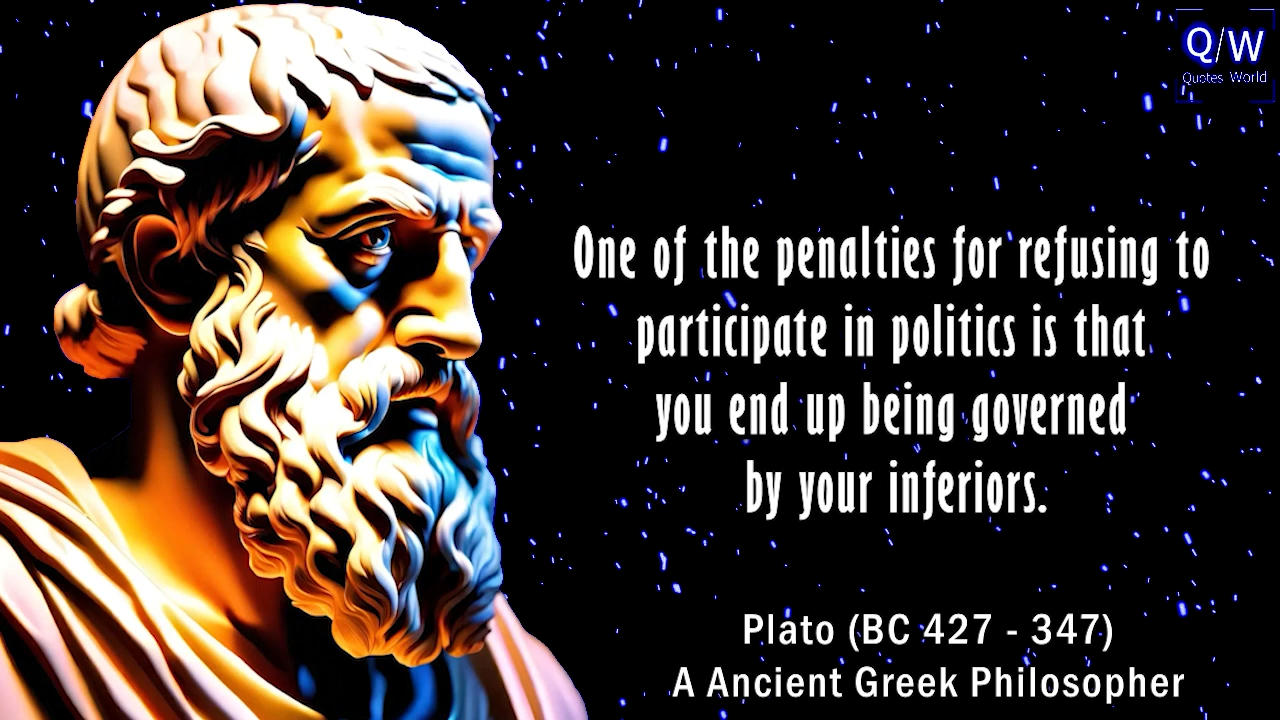 Q/W
Quotes World
One of the penalties for refusing to
participate in politics is that
you end up being governed
by your inferiors.
Plato (BC 427 - 347)
A Ancient Greek Philosopher